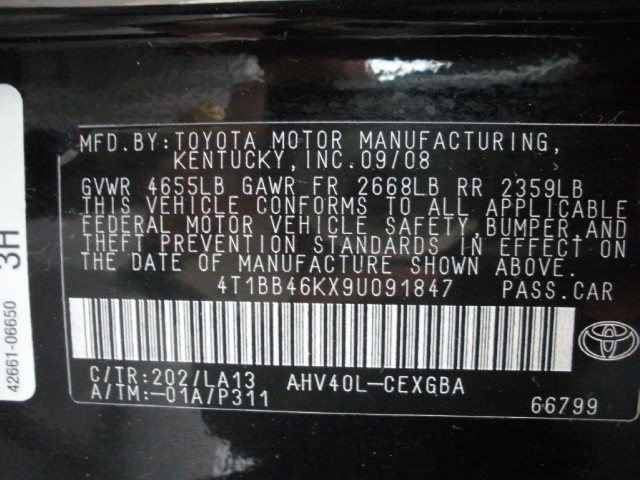 MFD.BY:TOYOTA MOTOR MANUFACTURING,
KENTUCKY,INC.09/08
GVWR 4655LB GAWR FR 2668LB RR 2359LB
THIS VEHICLE CONFORMS TO ALL APPLICABLE
FEDERAL MOTOR VEHICLE SAFETY,BUMPER,AND
THEFT PREVENTION STANDARDS IN EFFECT ON
THE DATE OF MANUFACTURE SHOWN ABOVE.
4T1BB46KX9U091847 PASS.CAR
C/TR:202/LA13 AHV40L-CEXGBA
A/TM:-01A/P311
66799
42661-06650
3H